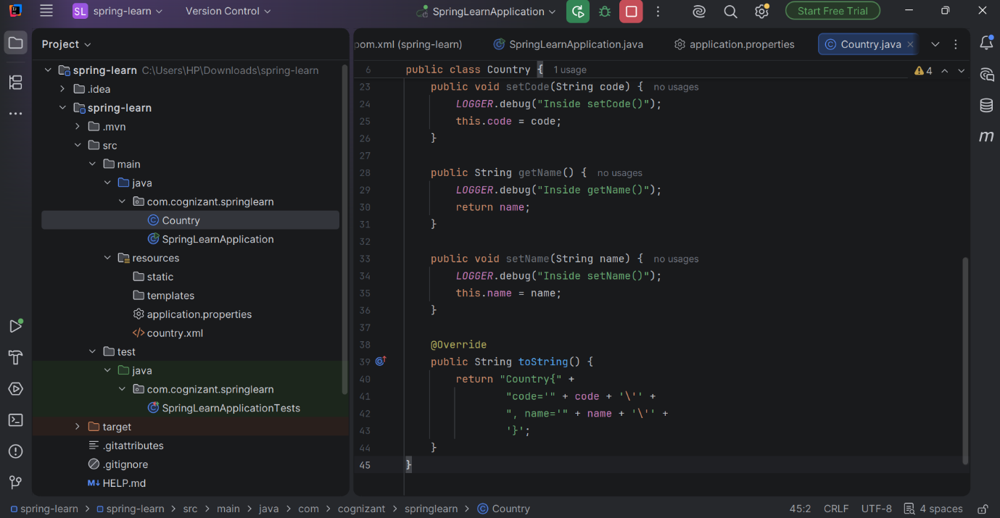 SL spring-learn Version Control SpringLearnApplication Start Free Trial
Project
pom.xml (spring-learn) SpringLearnApplication.java application.properties Country.java
spring-learn C:\Users\HP\Downloads\spring-learn
.idea
spring-learn
.mvn
src
main
java
com.cognizant.springlearn
Country
SpringLearnApplication
resources
static
templates
application.properties
</> country.xml
test
java
com.cognizant.springlearn
SpringLearnApplicationTests
target
.gitattributes
.gitignore
M↓ HELP.md
6 public class Country { 1 usage 4
23 public void setCode(String code) { no usages
24 LOGGER.debug("Inside setCode()");
25 this.code = code;
26 }
27
28 public String getName() { no usages
29 LOGGER.debug("Inside getName()");
30 return name;
31 }
32
33 public void setName(String name) { no usages
34 LOGGER.debug("Inside setName()");
35 this.name = name;
36 }
37
38 @Override
39 public String toString() {
40 return "Country{" +
41 "code='" + code + '\'' +
42 ", name='" + name + '\'' +
43 '}';
44 }
45 }
m
spring-learn > spring-learn > src > main > java > com > cognizant > springlearn > Country 45:2 CRLF UTF-8 4 spaces